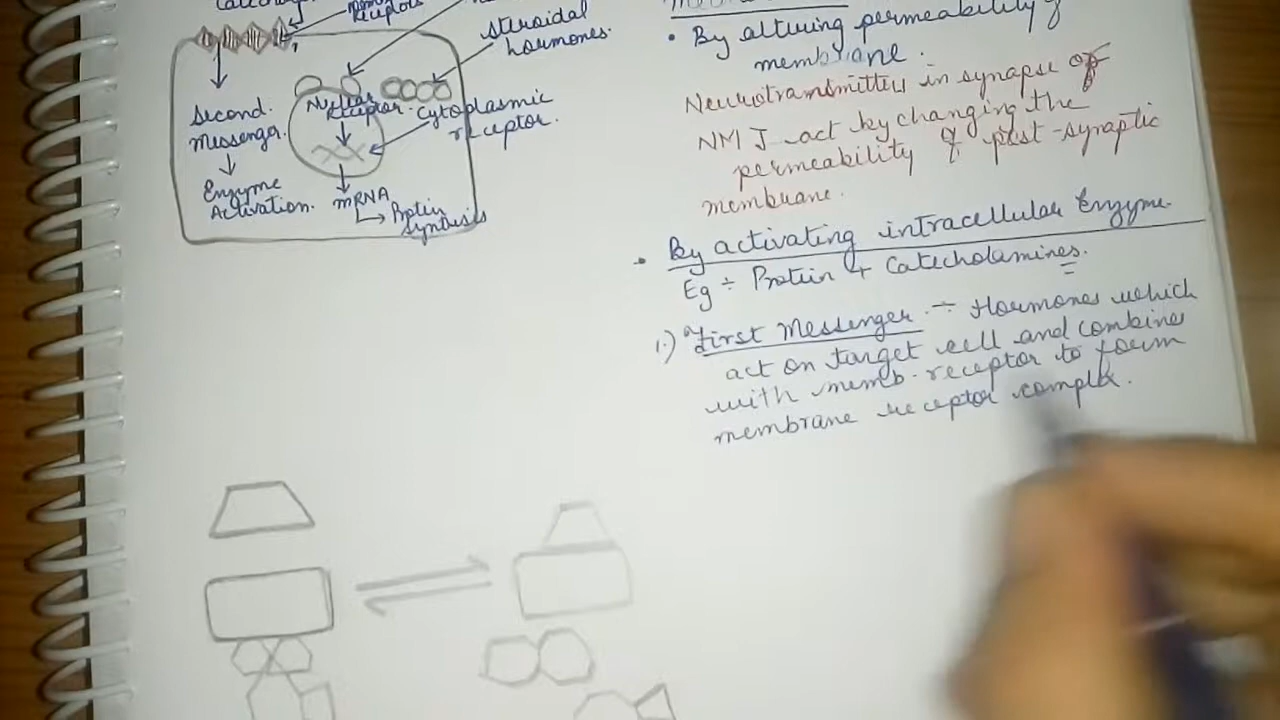 receptors
steroidal
hormones.
Second.
Messenger.
Enzyme
Activation.
Nuclear
Receptor.
Cytoplasmic
receptor.
mRNA
Protein
Synthesis
• By altering permeability of
membrane.
Neurotransmitters in synapse of
NMJ act by changing the
permeability of post-synaptic
membrane.
• By activating intracellular Enzyme.
Eg ÷ Protein + Catecholamines.
1.) First Messenger ÷ Hormones which
act on target cell and combines
with memb. receptor to form
membrane receptor complex.